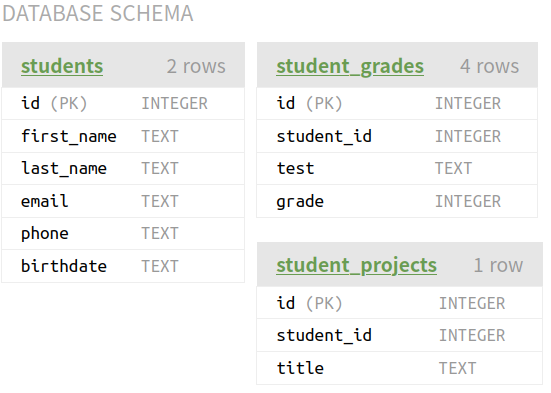 DATABASE SCHEMA
students 2 rows
id (PK) INTEGER
first_name TEXT
last_name TEXT
email TEXT
phone TEXT
birthdate TEXT
student_grades 4 rows
id (PK) INTEGER
student_id INTEGER
test TEXT
grade INTEGER
student_projects 1 row
id (PK) INTEGER
student_id INTEGER
title TEXT